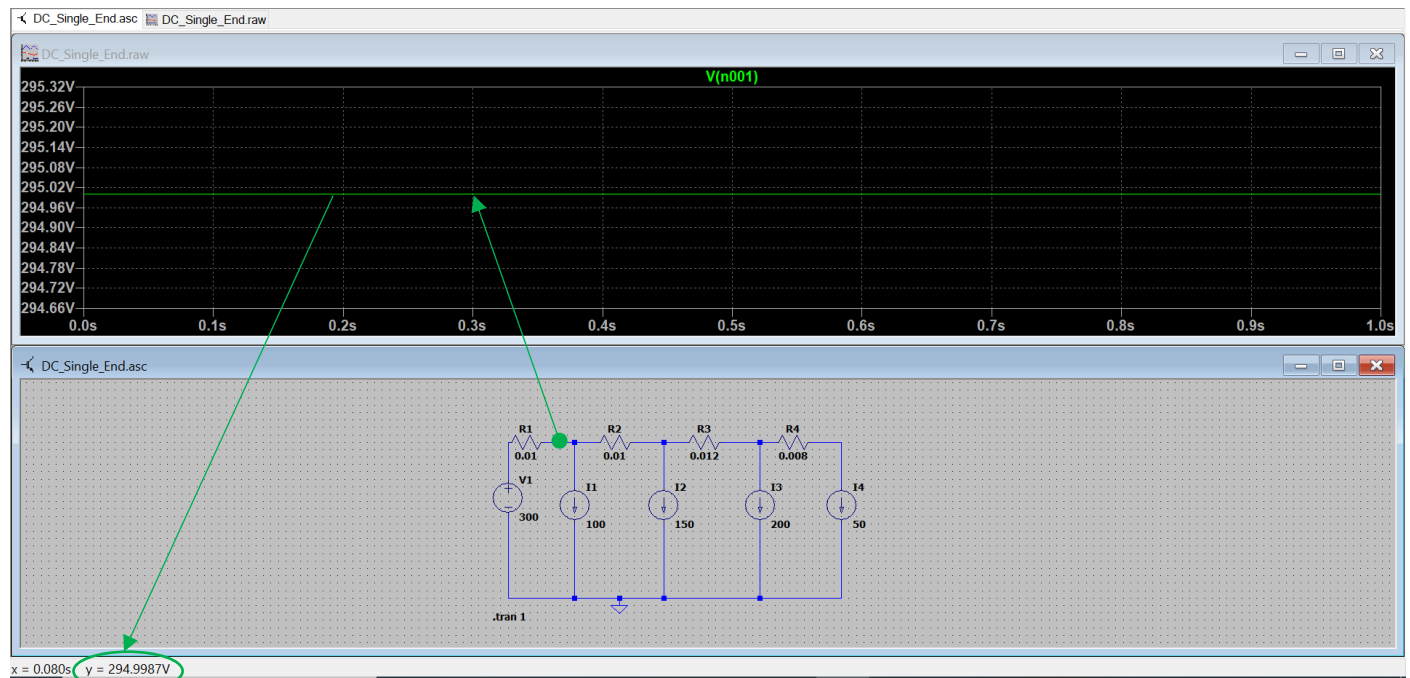 DC_Single_End.asc DC_Single_End.raw
DC_Single_End.raw
V(n001)
295.32V
295.26V
295.20V
295.14V
295.08V
295.02V
294.96V
294.90V
294.84V
294.78V
294.72V
294.66V
0.0s 0.1s 0.2s 0.3s 0.4s 0.5s 0.6s 0.7s 0.8s 0.9s 1.0s
DC_Single_End.asc
R1 R2 R3 R4
0.01 0.01 0.012 0.008
V1 I1 I2 I3 I4
300 100 150 200 50
.tran 1
x = 0.080s y = 294.9987V